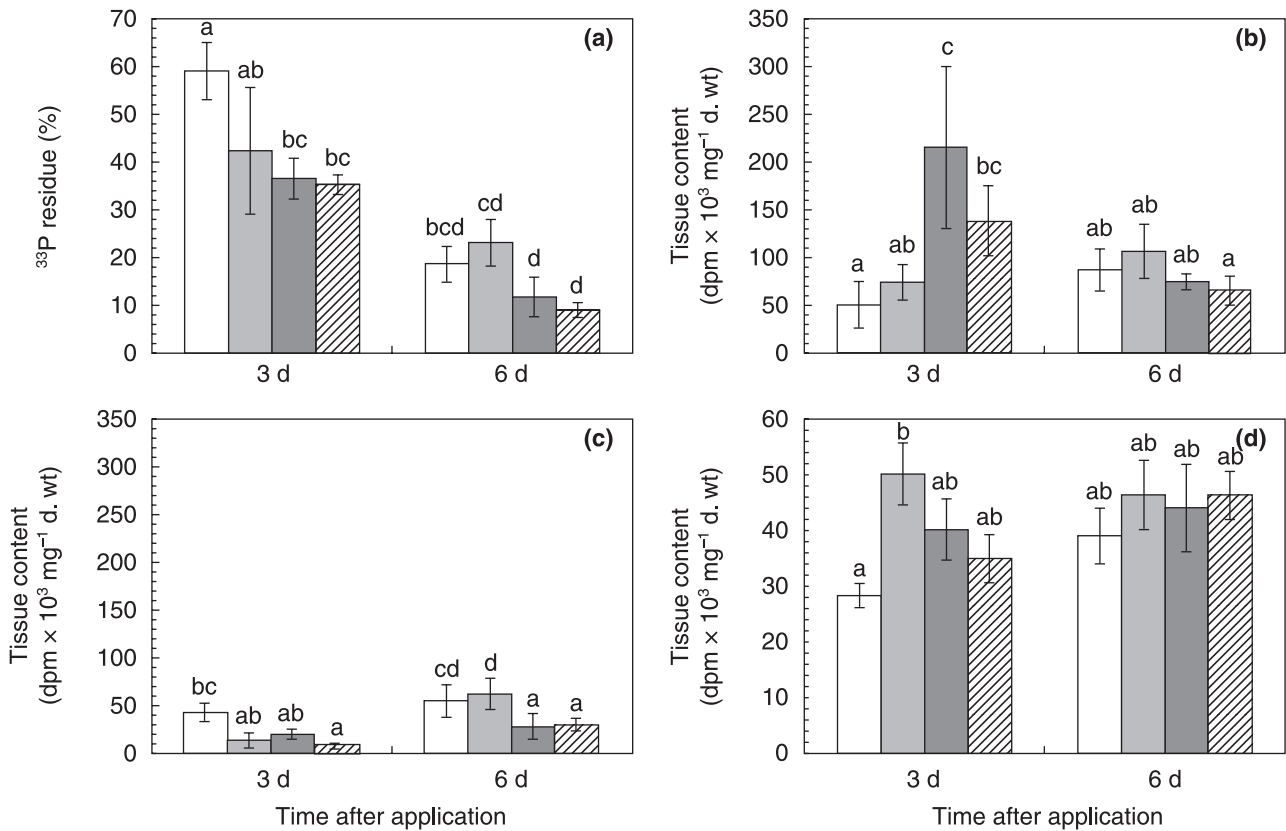 (a)
70
60
50
40
30
20
10
0
³³P residue (%)
a
ab
bc
bc
bcd
cd
d
d
3 d
6 d
(b)
350
300
250
200
150
100
50
0
Tissue content
(dpm × 10³ mg⁻¹ d. wt)
a
ab
c
bc
ab
ab
ab
a
3 d
6 d
(c)
350
300
250
200
150
100
50
0
Tissue content
(dpm × 10³ mg⁻¹ d. wt)
bc
ab
ab
a
cd
d
a
a
3 d
6 d
Time after application
(d)
60
50
40
30
20
10
0
Tissue content
(dpm × 10³ mg⁻¹ d. wt)
a
b
ab
ab
ab
ab
ab
ab
3 d
6 d
Time after application